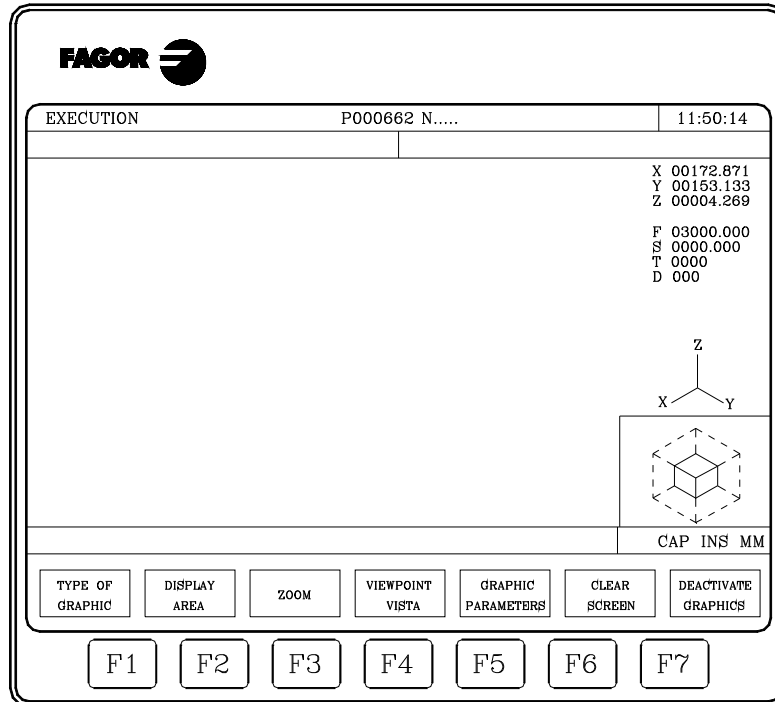 FAGOR
EXECUTION P000662 N..... 11:50:14
X 00172.871
Y 00153.133
Z 00004.269
F 03000.000
S 0000.000
T 0000
D 000
Z
X Y
CAP INS MM
TYPE OF GRAPHIC
DISPLAY AREA
ZOOM
VIEWPOINT VISTA
GRAPHIC PARAMETERS
CLEAR SCREEN
DEACTIVATE GRAPHICS
F1 F2 F3 F4 F5 F6 F7